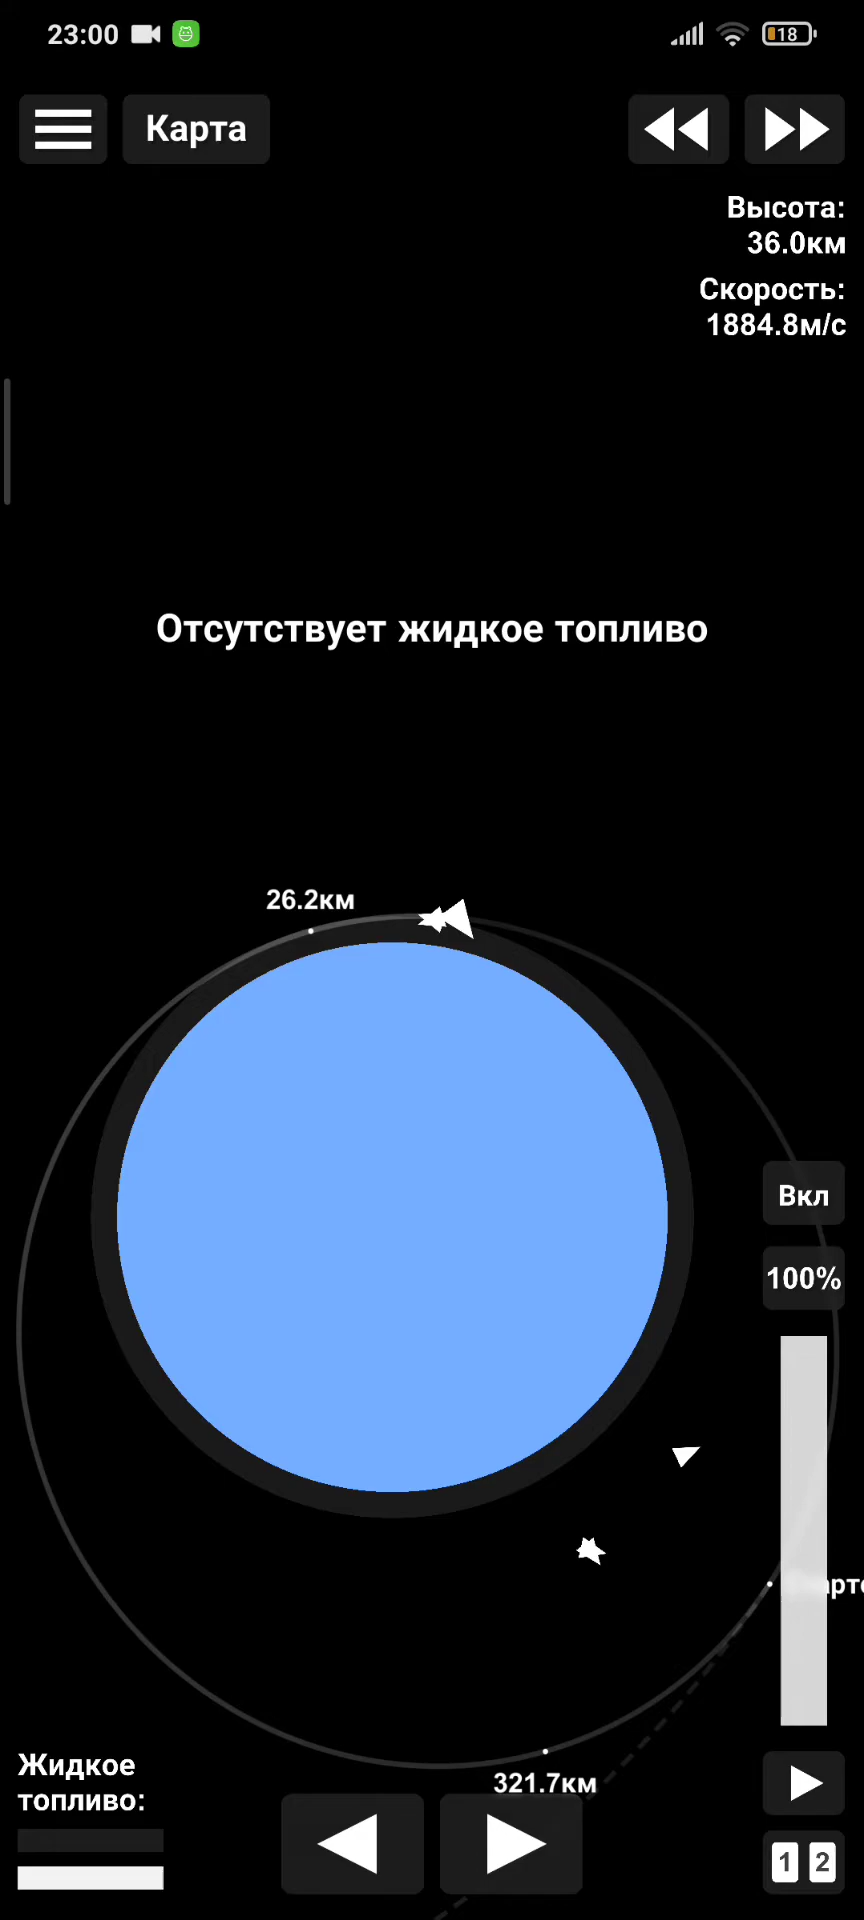 23:00
18
Карта
Высота:
36.0км
Скорость:
1884.8м/с
Отсутствует жидкое топливо
26.2км
Вкл
100%
321.7км
Жидкое
топливо:
1 2